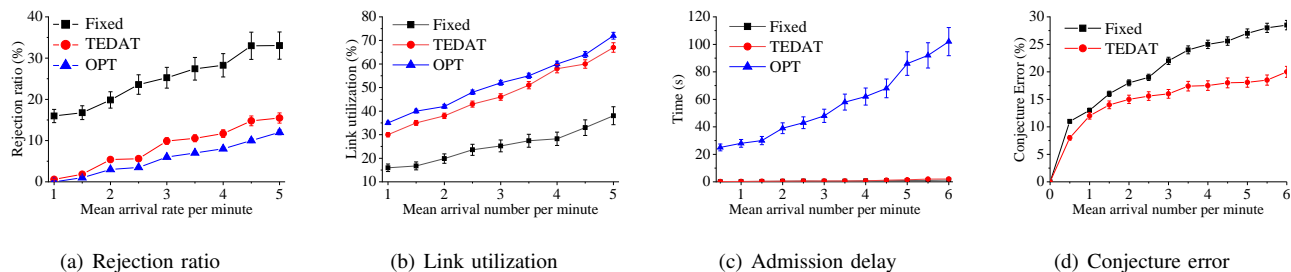 Fixed
TEDAT
OPT
Rejection ratio (%)
40
30
20
10
0
1 2 3 4 5
Mean arrival rate per minute
(a) Rejection ratio
Fixed
TEDAT
OPT
Link utilization (%)
80
70
60
50
40
30
20
10
1 2 3 4 5
Mean arrival number per minute
(b) Link utilization
Fixed
TEDAT
OPT
Time (s)
120
100
80
60
40
20
0
1 2 3 4 5 6
Mean arrival number per minute
(c) Admission delay
Fixed
TEDAT
Conjecture Error (%)
30
25
20
15
10
5
0
0 1 2 3 4 5 6
Mean arrival number per minute
(d) Conjecture error